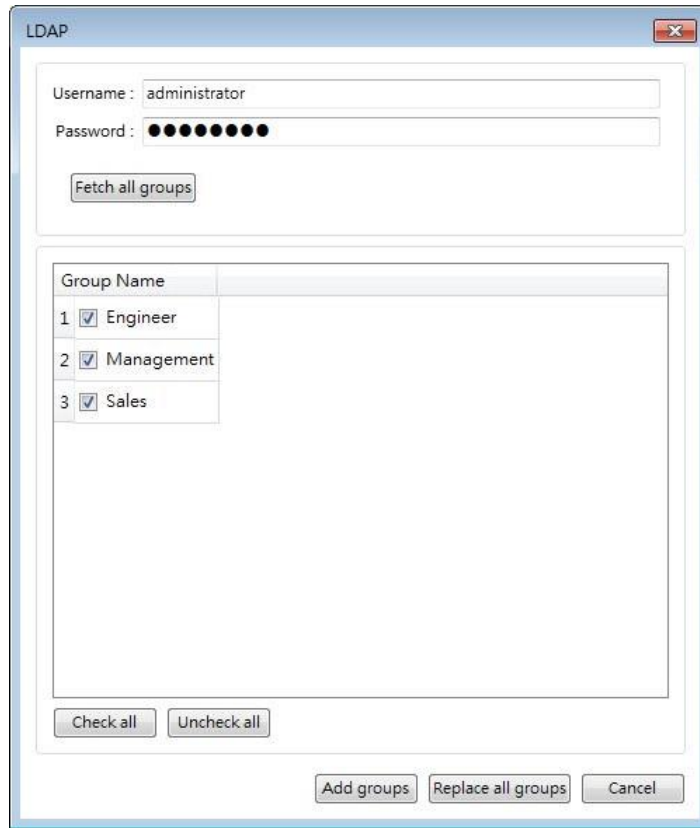 LDAP
Username : administrator
Password : ●●●●●●●●
Fetch all groups
Group Name
1 Engineer
2 Management
3 Sales
Check all Uncheck all
Add groups Replace all groups Cancel